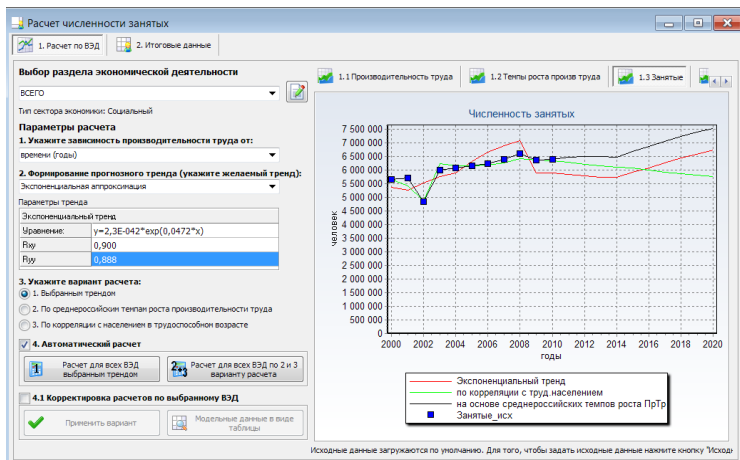 Расчет численности занятых
1. Расчет по ВЭД
2. Итоговые данные
Выбор раздела экономической деятельности
ВСЕГО
Тип сектора экономики: Социальный
Параметры расчета
1. Укажите зависимость производительности труда от:
времени (годы)
2. Формирование прогнозного тренда (укажите желаемый тренд):
Экспоненциальная аппроксимация
Параметры тренда
Экспоненциальный тренд
Уравнение: y=2,3E-042*exp(0,0472*x)
Rxy 0,900
Ryy 0,888
3. Укажите вариант расчета:
1. Выбранным трендом
2. По среднероссийским темпам роста производительности труда
3. По корреляции с населением в трудоспособном возрасте
4. Автоматический расчет
1
Расчет для всех ВЭД
выбранным трендом
2+3
Расчет для всех ВЭД по 2 и 3
варианту расчета
4.1 Корректировка расчетов по выбранному ВЭД
Применить вариант
Модельные данные в виде
таблицы
1.1 Производительность труда
1.2 Темпы роста произв труда
1.3 Занятые
Численность занятых
человек
7 500 000
7 000 000
6 500 000
6 000 000
5 500 000
5 000 000
4 500 000
4 000 000
3 500 000
3 000 000
2 500 000
2 000 000
1 500 000
1 000 000
500 000
0
2000 2002 2004 2006 2008 2010 2012 2014 2016 2018 2020
годы
Экспоненциальный тренд
по корреляции с труд.населением
на основе среднероссийских темпов роста ПрТр
Занятые_исх
Исходные данные загружаются по умолчанию. Для того, чтобы задать исходные данные нажмите кнопку "Исходн